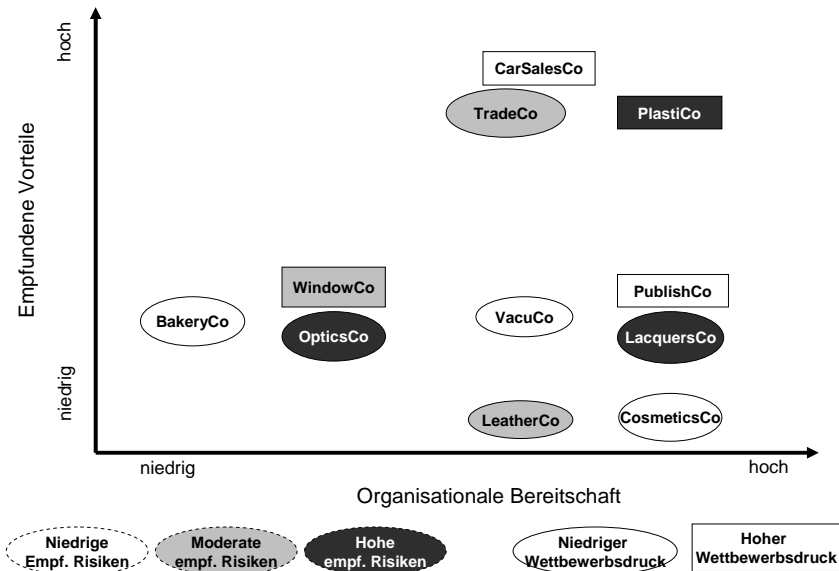 hoch
Empfundene Vorteile
niedrig
CarSalesCo
TradeCo
PlastiCo
WindowCo
PublishCo
BakeryCo
VacuCo
OpticsCo
LacquersCo
LeatherCo
CosmeticsCo
niedrig
hoch
Organisationale Bereitschaft
Niedrige
Empf. Risiken
Moderate
empf. Risiken
Hohe
empf. Risiken
Niedriger
Wettbewerbsdruck
Hoher
Wettbewerbsdruck